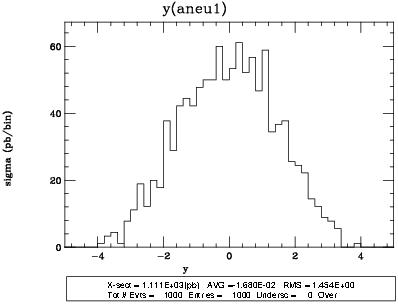 y(aneu1)
sigma (pb/bin)
60
40
20
0
-4 -2 0 2 4
y
X-sect = 1.111E+03(pb) AVG =-1.680E-02 RMS = 1.454E+00
Tot # Evts = 1000 Entries = 1000 Undersc = 0 Over